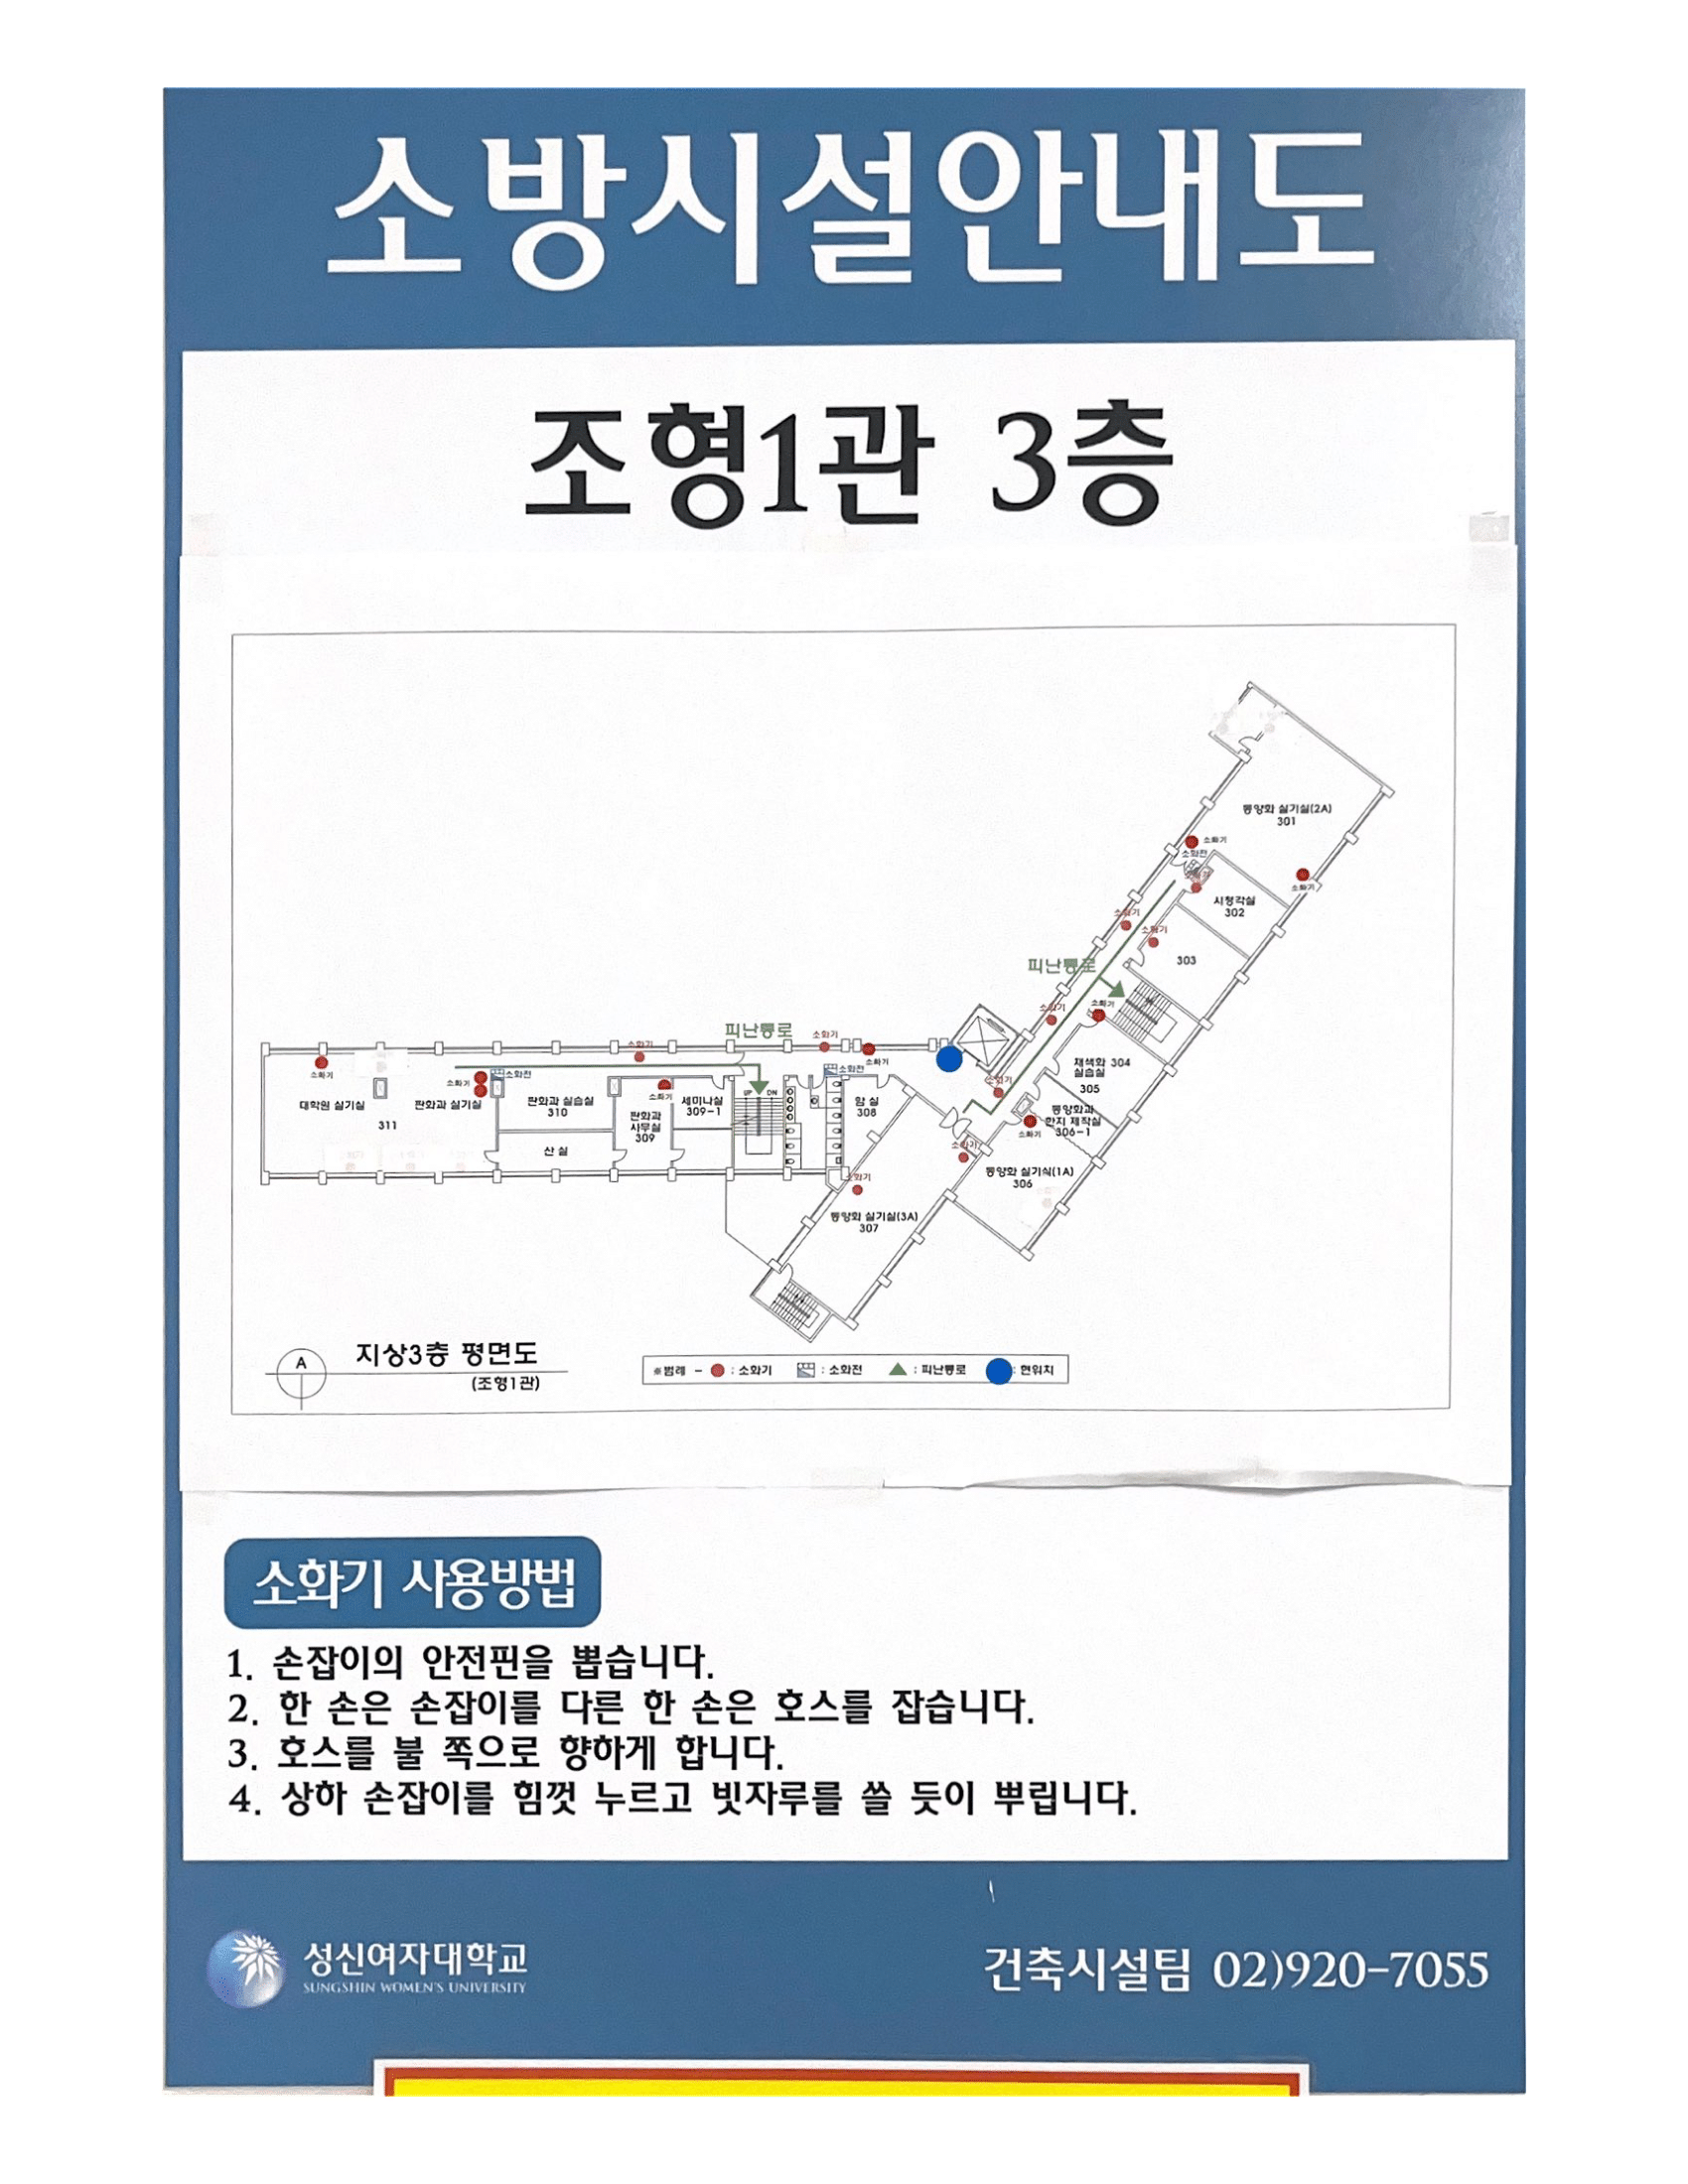 소방시설안내도
조형1관 3층
동양화 실기실(2A)
301
소화기
소화전
소화기
시청각실
302
소화기
소화기
303
피난통로
소화기
소화기
피난통로
소화기
소화기
소화기
소화전
소화기
채색화 304
실습실
305
동양화과
한지 제작실
306-1
소화기
소화기
대학원 실기실
311
소화기
판화과 실기실
소화기
소화전
판화과 실습실
310
산 실
판화과
사무실
309
소화기
세미나실
309-1
UP DN
암 실
308
소화기
동양화 실기실(1A)
306
소화기
동양화 실기실(3A)
307
A
지상3층 평면도
(조형1관)
※범례 - : 소화기 : 소화전 : 피난통로 : 현위치
소화기 사용방법
1. 손잡이의 안전핀을 뽑습니다.
2. 한 손은 손잡이를 다른 한 손은 호스를 잡습니다.
3. 호스를 불 쪽으로 향하게 합니다.
4. 상하 손잡이를 힘껏 누르고 빗자루를 쓸 듯이 뿌립니다.
성신여자대학교
SUNGSHIN WOMEN'S UNIVERSITY
건축시설팀 02)920-7055